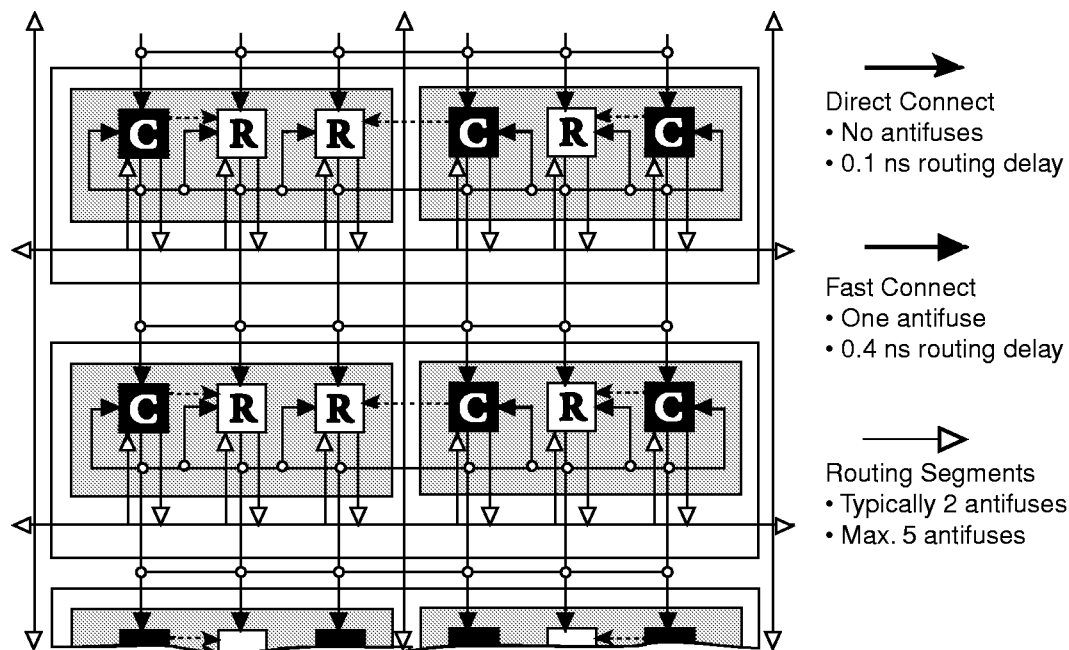 C R R C R C
Direct Connect
• No antifuses
• 0.1 ns routing delay
Fast Connect
• One antifuse
• 0.4 ns routing delay
C R R C R C
Routing Segments
• Typically 2 antifuses
• Max. 5 antifuses